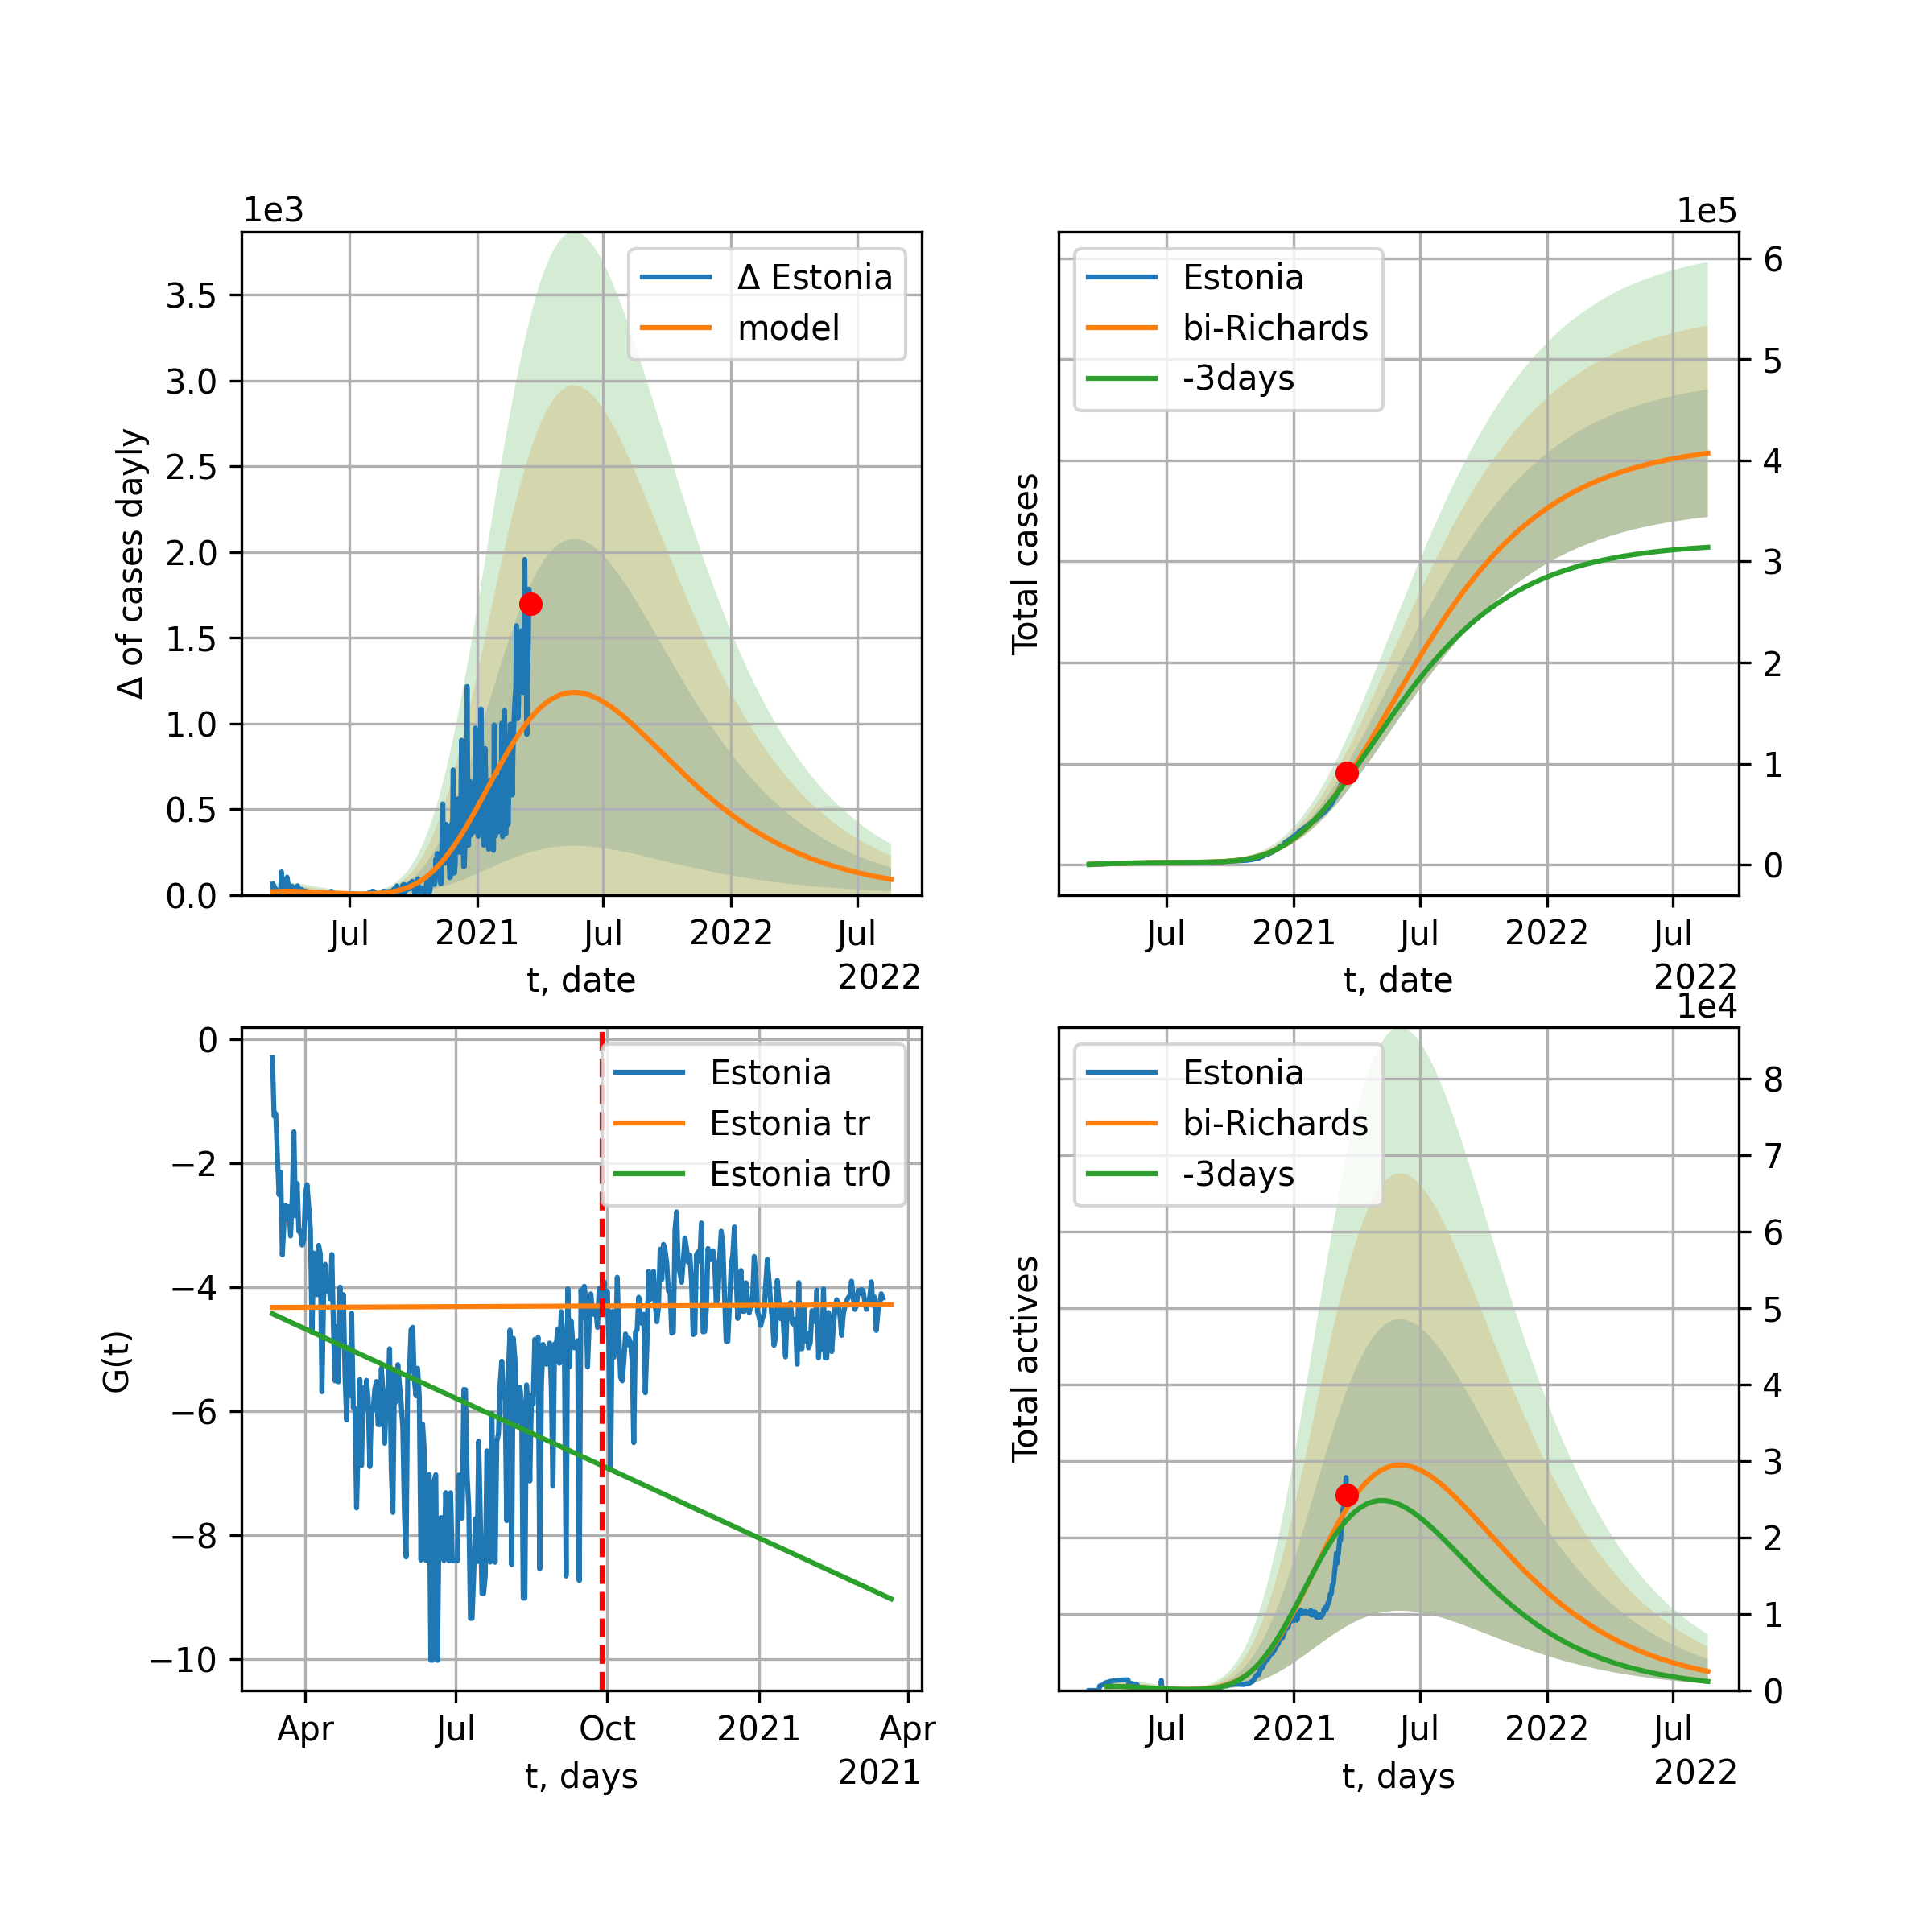 1e3
Δ of cases dayly
3.5
3.0
2.5
2.0
1.5
1.0
0.5
0.0
Δ Estonia
model
Jul 2021 Jul 2022 Jul
t, date
2022
1e5
Total cases
Estonia
bi-Richards
-3days
6
5
4
3
2
1
0
Jul 2021 Jul 2022 Jul
t, date
2022
G(t)
0
−2
−4
−6
−8
−10
Estonia
Estonia tr
Estonia tr0
Apr Jul Oct 2021 Apr
t, days
2021
1e4
Total actives
Estonia
bi-Richards
-3days
8
7
6
5
4
3
2
1
0
Jul 2021 Jul 2022 Jul
t, days
2022